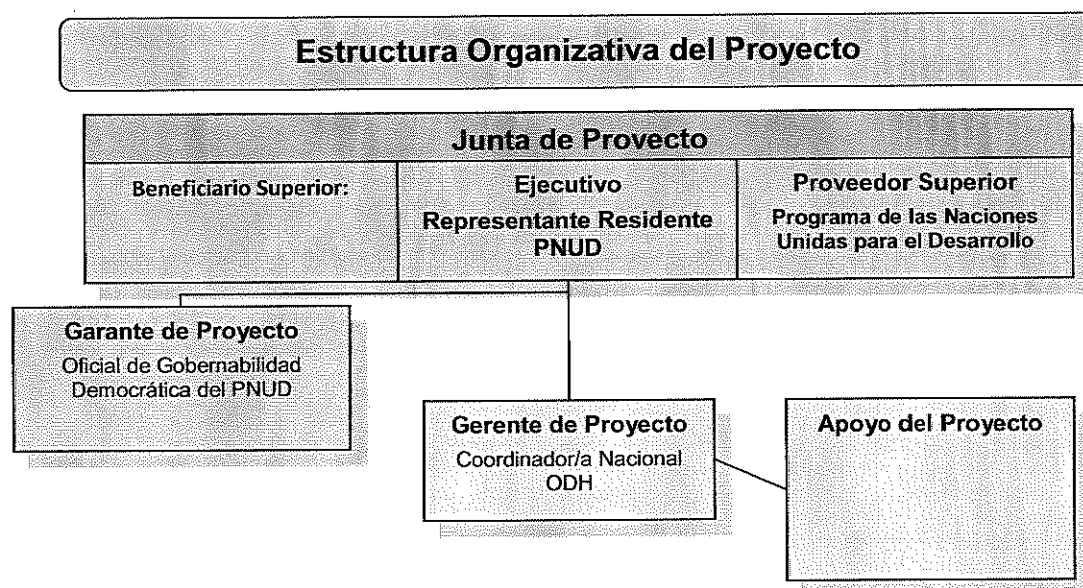 Estructura Organizativa del Proyecto
Junta de Proyecto
Beneficiario Superior:
Ejecutivo
Representante Residente
PNUD
Proveedor Superior
Programa de las Naciones
Unidas para el Desarrollo
Garante de Proyecto
Oficial de Gobernabilidad
Democrática del PNUD
Gerente de Proyecto
Coordinador/a Nacional
ODH
Apoyo del Proyecto